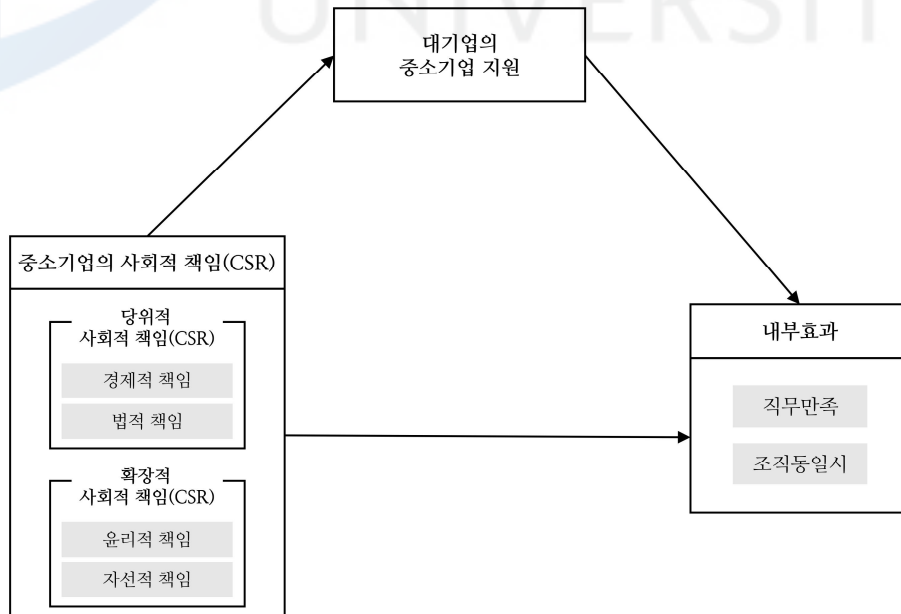 UNIVERSIT
대기업의
중소기업 지원
중소기업의 사회적 책임(CSR)
당위적
사회적 책임(CSR)
경제적 책임
법적 책임
확장적
사회적 책임(CSR)
윤리적 책임
자선적 책임
내부효과
직무만족
조직동일시